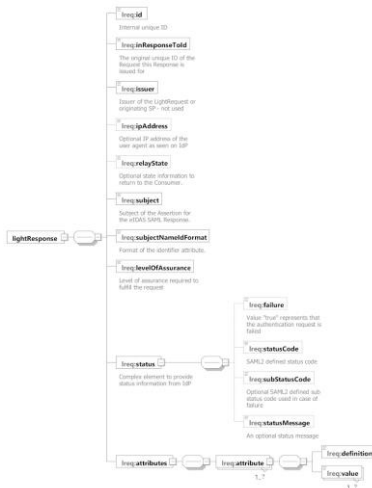 lreq:id
Internal unique ID
lreq:inResponseToId
The original unique ID of the
Request this Response is
issued for
lreq:issuer
Issuer of the LightRequest or
originating SP - not used
lreq:ipAddress
Optional IP address of the
user agent as seen on IdP
lreq:relayState
Optional state information to
return to the Consumer.
lreq:subject
Subject of the Assertion for
the eIDAS SAML Response.
lightResponse
lreq:subjectNameIdFormat
Format of the identifier attribute.
lreq:levelOfAssurance
Level of assurance required to
fulfil the request
lreq:failure
Value "true" represents that
the authentication request is
failed
lreq:statusCode
SAML2 defined status code
lreq:status
Complex element to provide
status information from IdP
lreq:subStatusCode
Optional SAML2 defined sub
status code used in case of
failure
lreq:statusMessage
An optional status message
lreq:attributes
lreq:attribute
lreq:definition
lreq:value